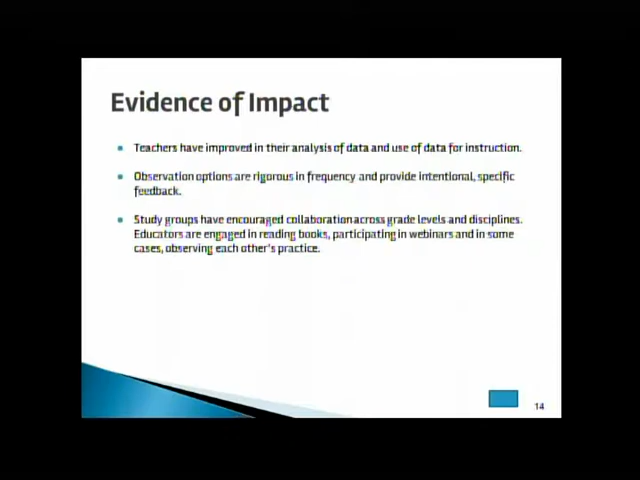 Evidence of Impact
Teachers have improved in their analysis of data and use of data for instruction.
Observation options are rigorous in frequency and provide intentional, specific
feedback.
Study groups have encouraged collaboration across grade levels and disciplines.
Educators are engaged in reading books, participating in webinars and in some
cases, observing each other's practice.
14